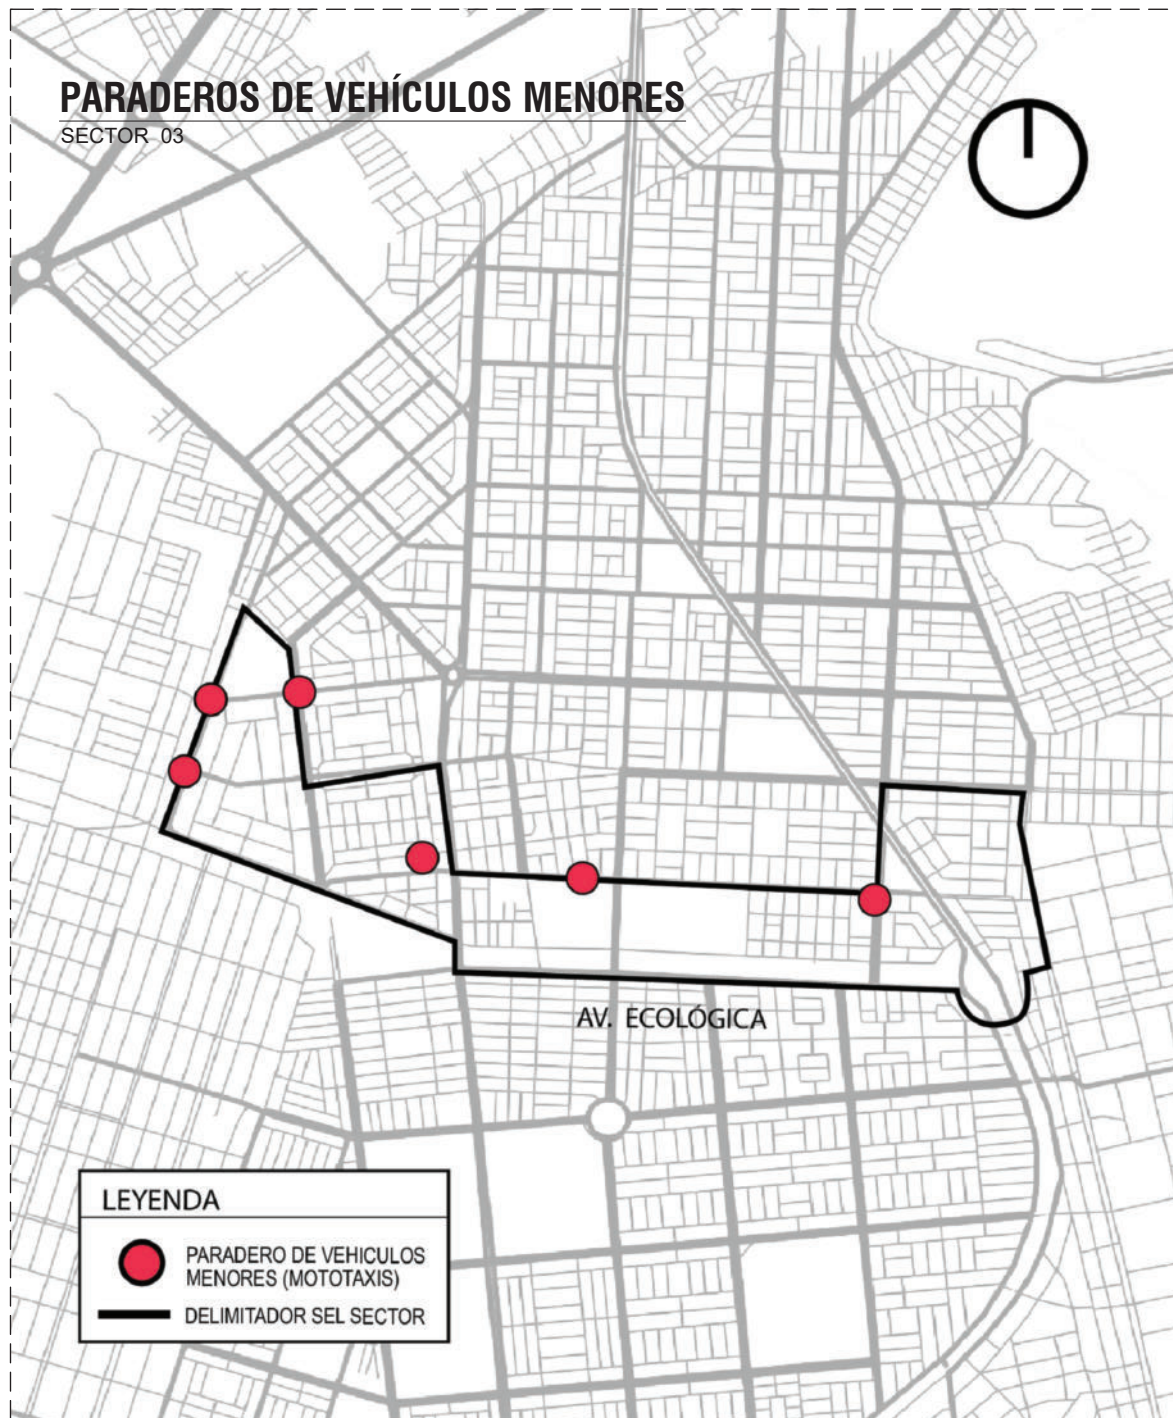 PARADEROS DE VEHÍCULOS MENORES
SECTOR 03
AV. ECOLÓGICA
LEYENDA
PARADERO DE VEHICULOS
MENORES (MOTOTAXIS)
DELIMITADOR SEL SECTOR